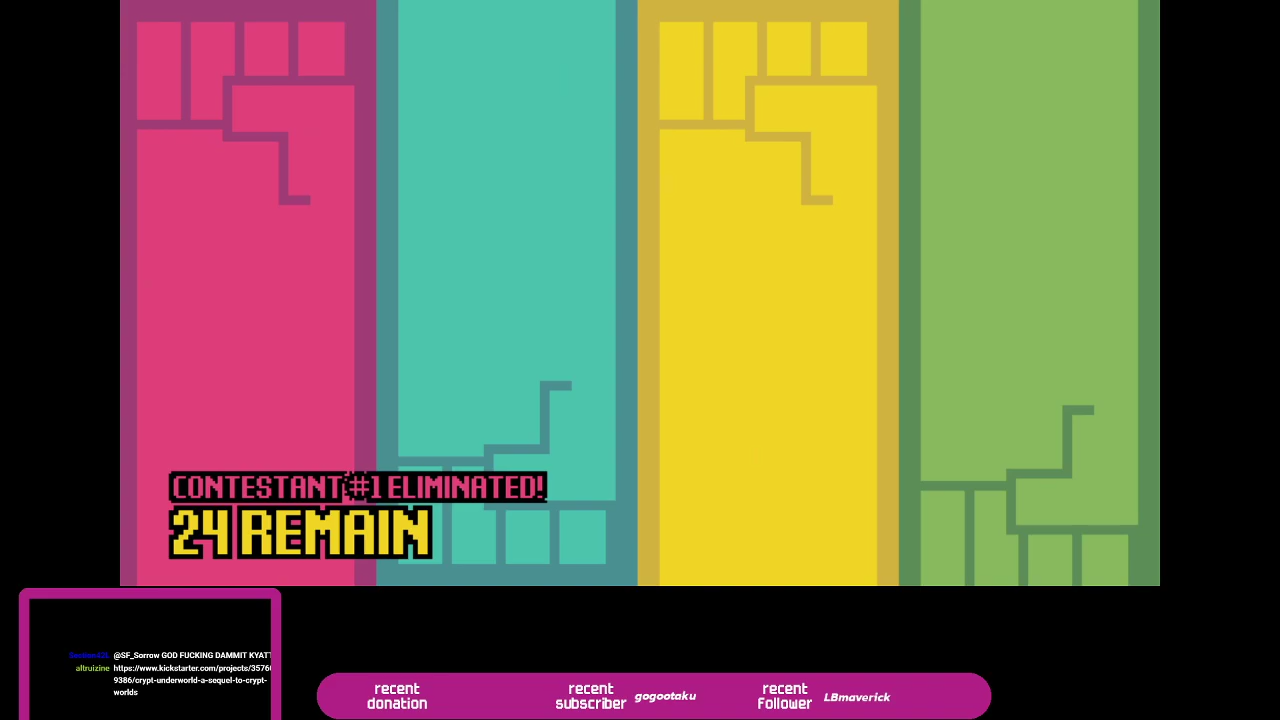 CONTESTANT #1 ELIMINATED!
24 REMAIN
@SF_Sorrow GOD FUCKING DAMMIT KYATT
altruizine https://www.kickstarter.com/projects/3576
9386/crypt-underworld-a-sequel-to-crypt-
worlds
recent
donation
recent
subscriber
gogootaku
recent
Follower
LBmaverick